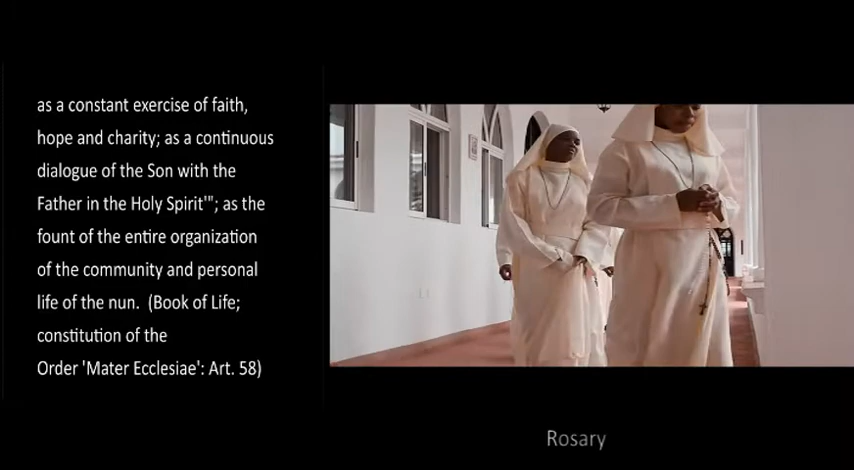 as a constant exercise of faith,
hope and charity; as a continuous
dialogue of the Son with the
Father in the Holy Spirit'"; as the
fount of the entire organization
of the community and personal
life of the nun.  (Book of Life;
constitution of the
Order 'Mater Ecclesiae': Art. 58)
Rosary